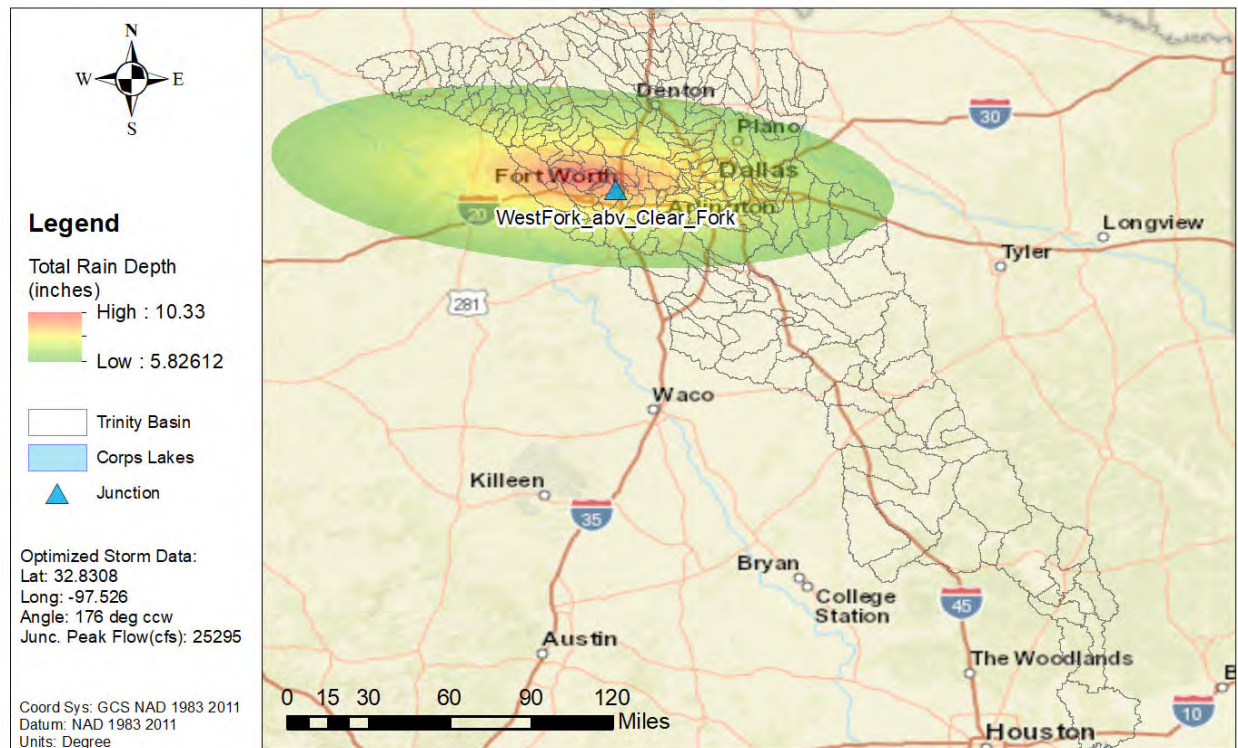 N
W E
S
Legend
Total Rain Depth
(inches)
High : 10.33
Low : 5.82612
Trinity Basin
Corps Lakes
Junction
Optimized Storm Data:
Lat: 32.8308
Long: -97.526
Angle: 176 deg ccw
Junc. Peak Flow(cfs): 25295
Coord Sys: GCS NAD 1983 2011
Datum: NAD 1983 2011
Units: Degree
Denton
30
Plano
Fort Worth
Dallas
20
Arlington
WestFork_abv_Clear_Fork
Longview
Tyler
281
Waco
Killeen
35
Bryan
College
Station
45
Austin
The Woodlands
B
10
Houston
0 15 30 60 90 120
Miles